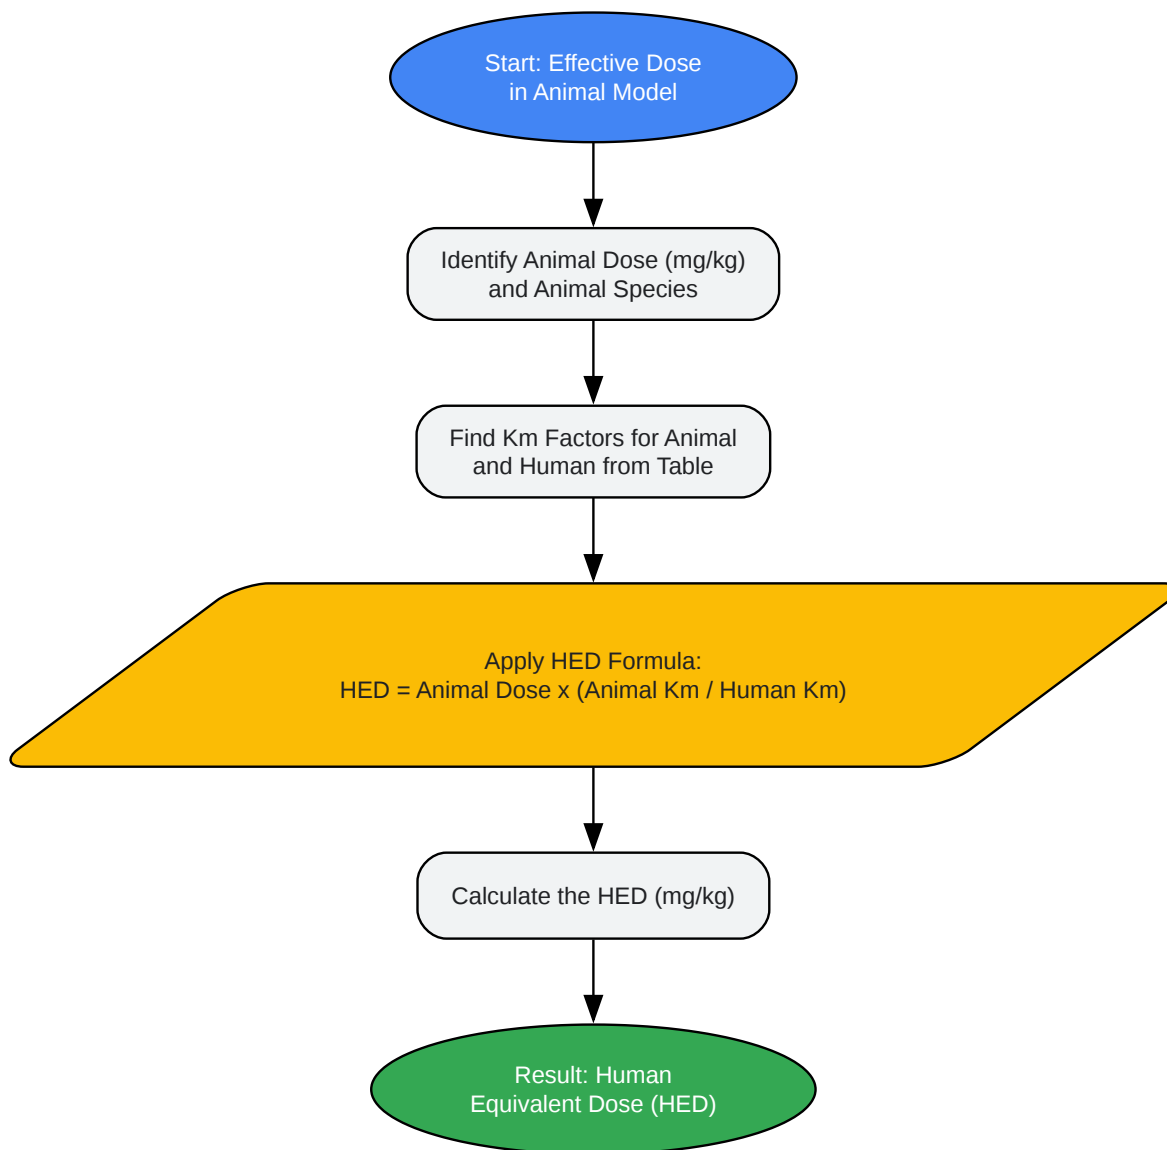 Start: Effective Dose
in Animal Model
Identify Animal Dose (mg/kg)
and Animal Species
Find Km Factors for Animal
and Human from Table
Apply HED Formula:
HED = Animal Dose x (Animal Km / Human Km)
Calculate the HED (mg/kg)
Result: Human
Equivalent Dose (HED)